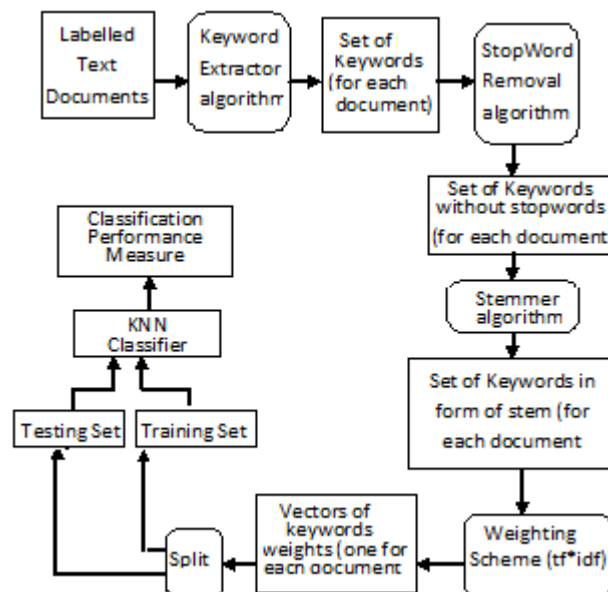 Labelled
Text
Documents
Keyword
Extractor
algorithm
Set of
Keywords
(for each
document)
StopWord
Removal
algorithm
Set of Keywords
without stopwords
(for each document
Stemmer
algorithm
Set of Keywords in
form of stem (for
each document
Weighting
Scheme (tf*idf)
Vectors of
keywords
weights (one for
each document
Split
Testing Set
Training Set
KNN
Classifier
Classification
Performance
Measure